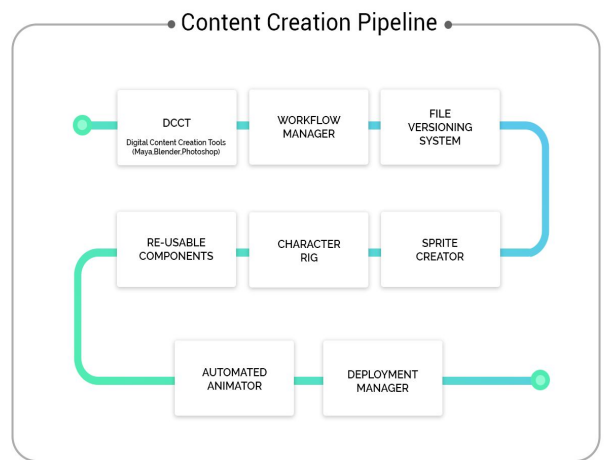 Content Creation Pipeline
DCCT
Digital Content Creation Tools
(Maya,Blender,Photoshop)
WORKFLOW
MANAGER
FILE
VERSIONING
SYSTEM
RE-USABLE
COMPONENTS
CHARACTER
RIG
SPRITE
CREATOR
AUTOMATED
ANIMATOR
DEPLOYMENT
MANAGER